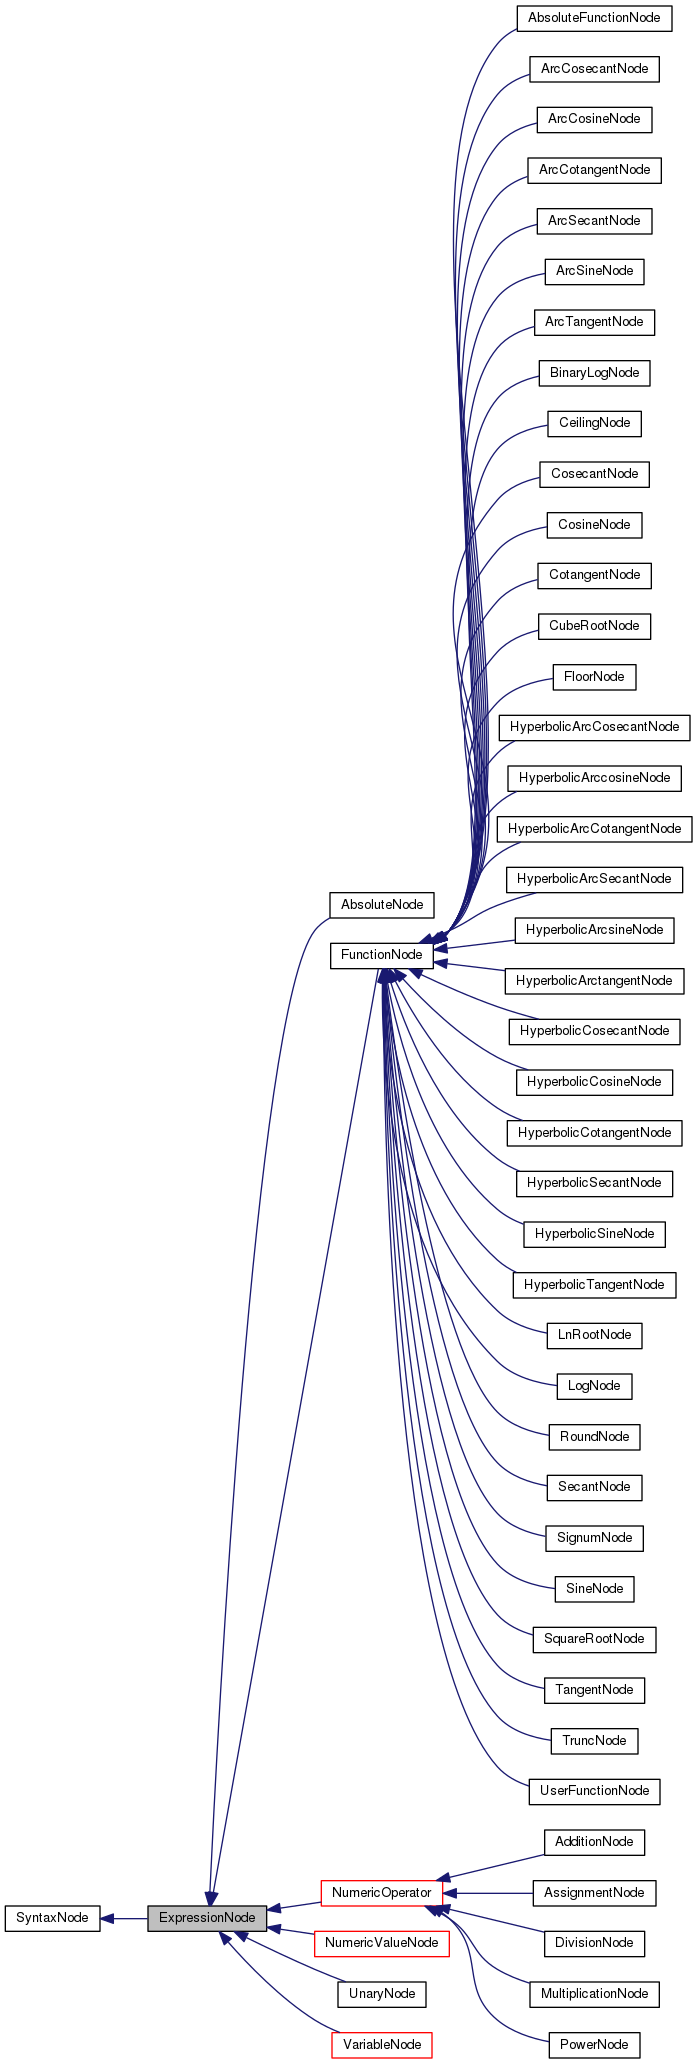 AbsoluteFunctionNode
ArcCosecantNode
ArcCosineNode
ArcCotangentNode
ArcSecantNode
ArcSineNode
ArcTangentNode
BinaryLogNode
CeilingNode
CosecantNode
CosineNode
CotangentNode
CubeRootNode
FloorNode
HyperbolicArcCosecantNode
HyperbolicArccosineNode
HyperbolicArcCotangentNode
HyperbolicArcSecantNode
AbsoluteNode
HyperbolicArcsineNode
FunctionNode
HyperbolicArctangentNode
HyperbolicCosecantNode
HyperbolicCosineNode
HyperbolicCotangentNode
HyperbolicSecantNode
HyperbolicSineNode
HyperbolicTangentNode
LnRootNode
LogNode
RoundNode
SecantNode
SignumNode
SineNode
SquareRootNode
TangentNode
TruncNode
UserFunctionNode
AdditionNode
NumericOperator
AssignmentNode
SyntaxNode
ExpressionNode
NumericValueNode
DivisionNode
UnaryNode
MultiplicationNode
VariableNode
PowerNode